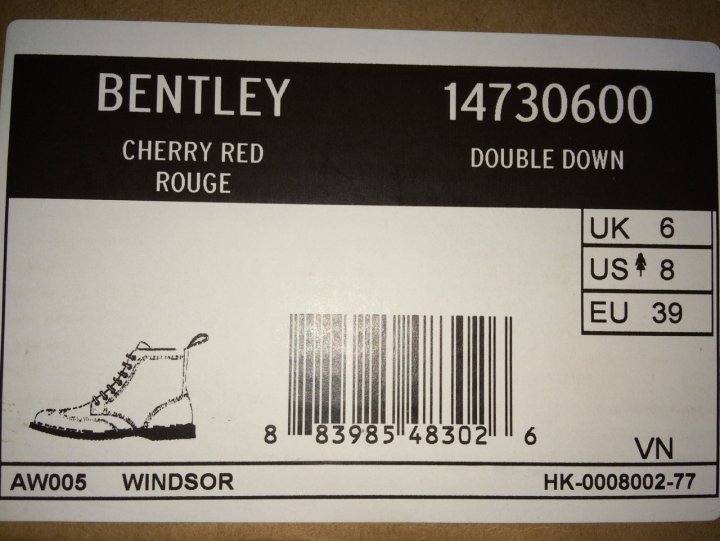 BENTLEY
14730600
CHERRY RED
ROUGE
DOUBLE DOWN
UK 6
US 8
EU 39
8 83985 48302 6
VN
AW005 WINDSOR
HK-0008002-77